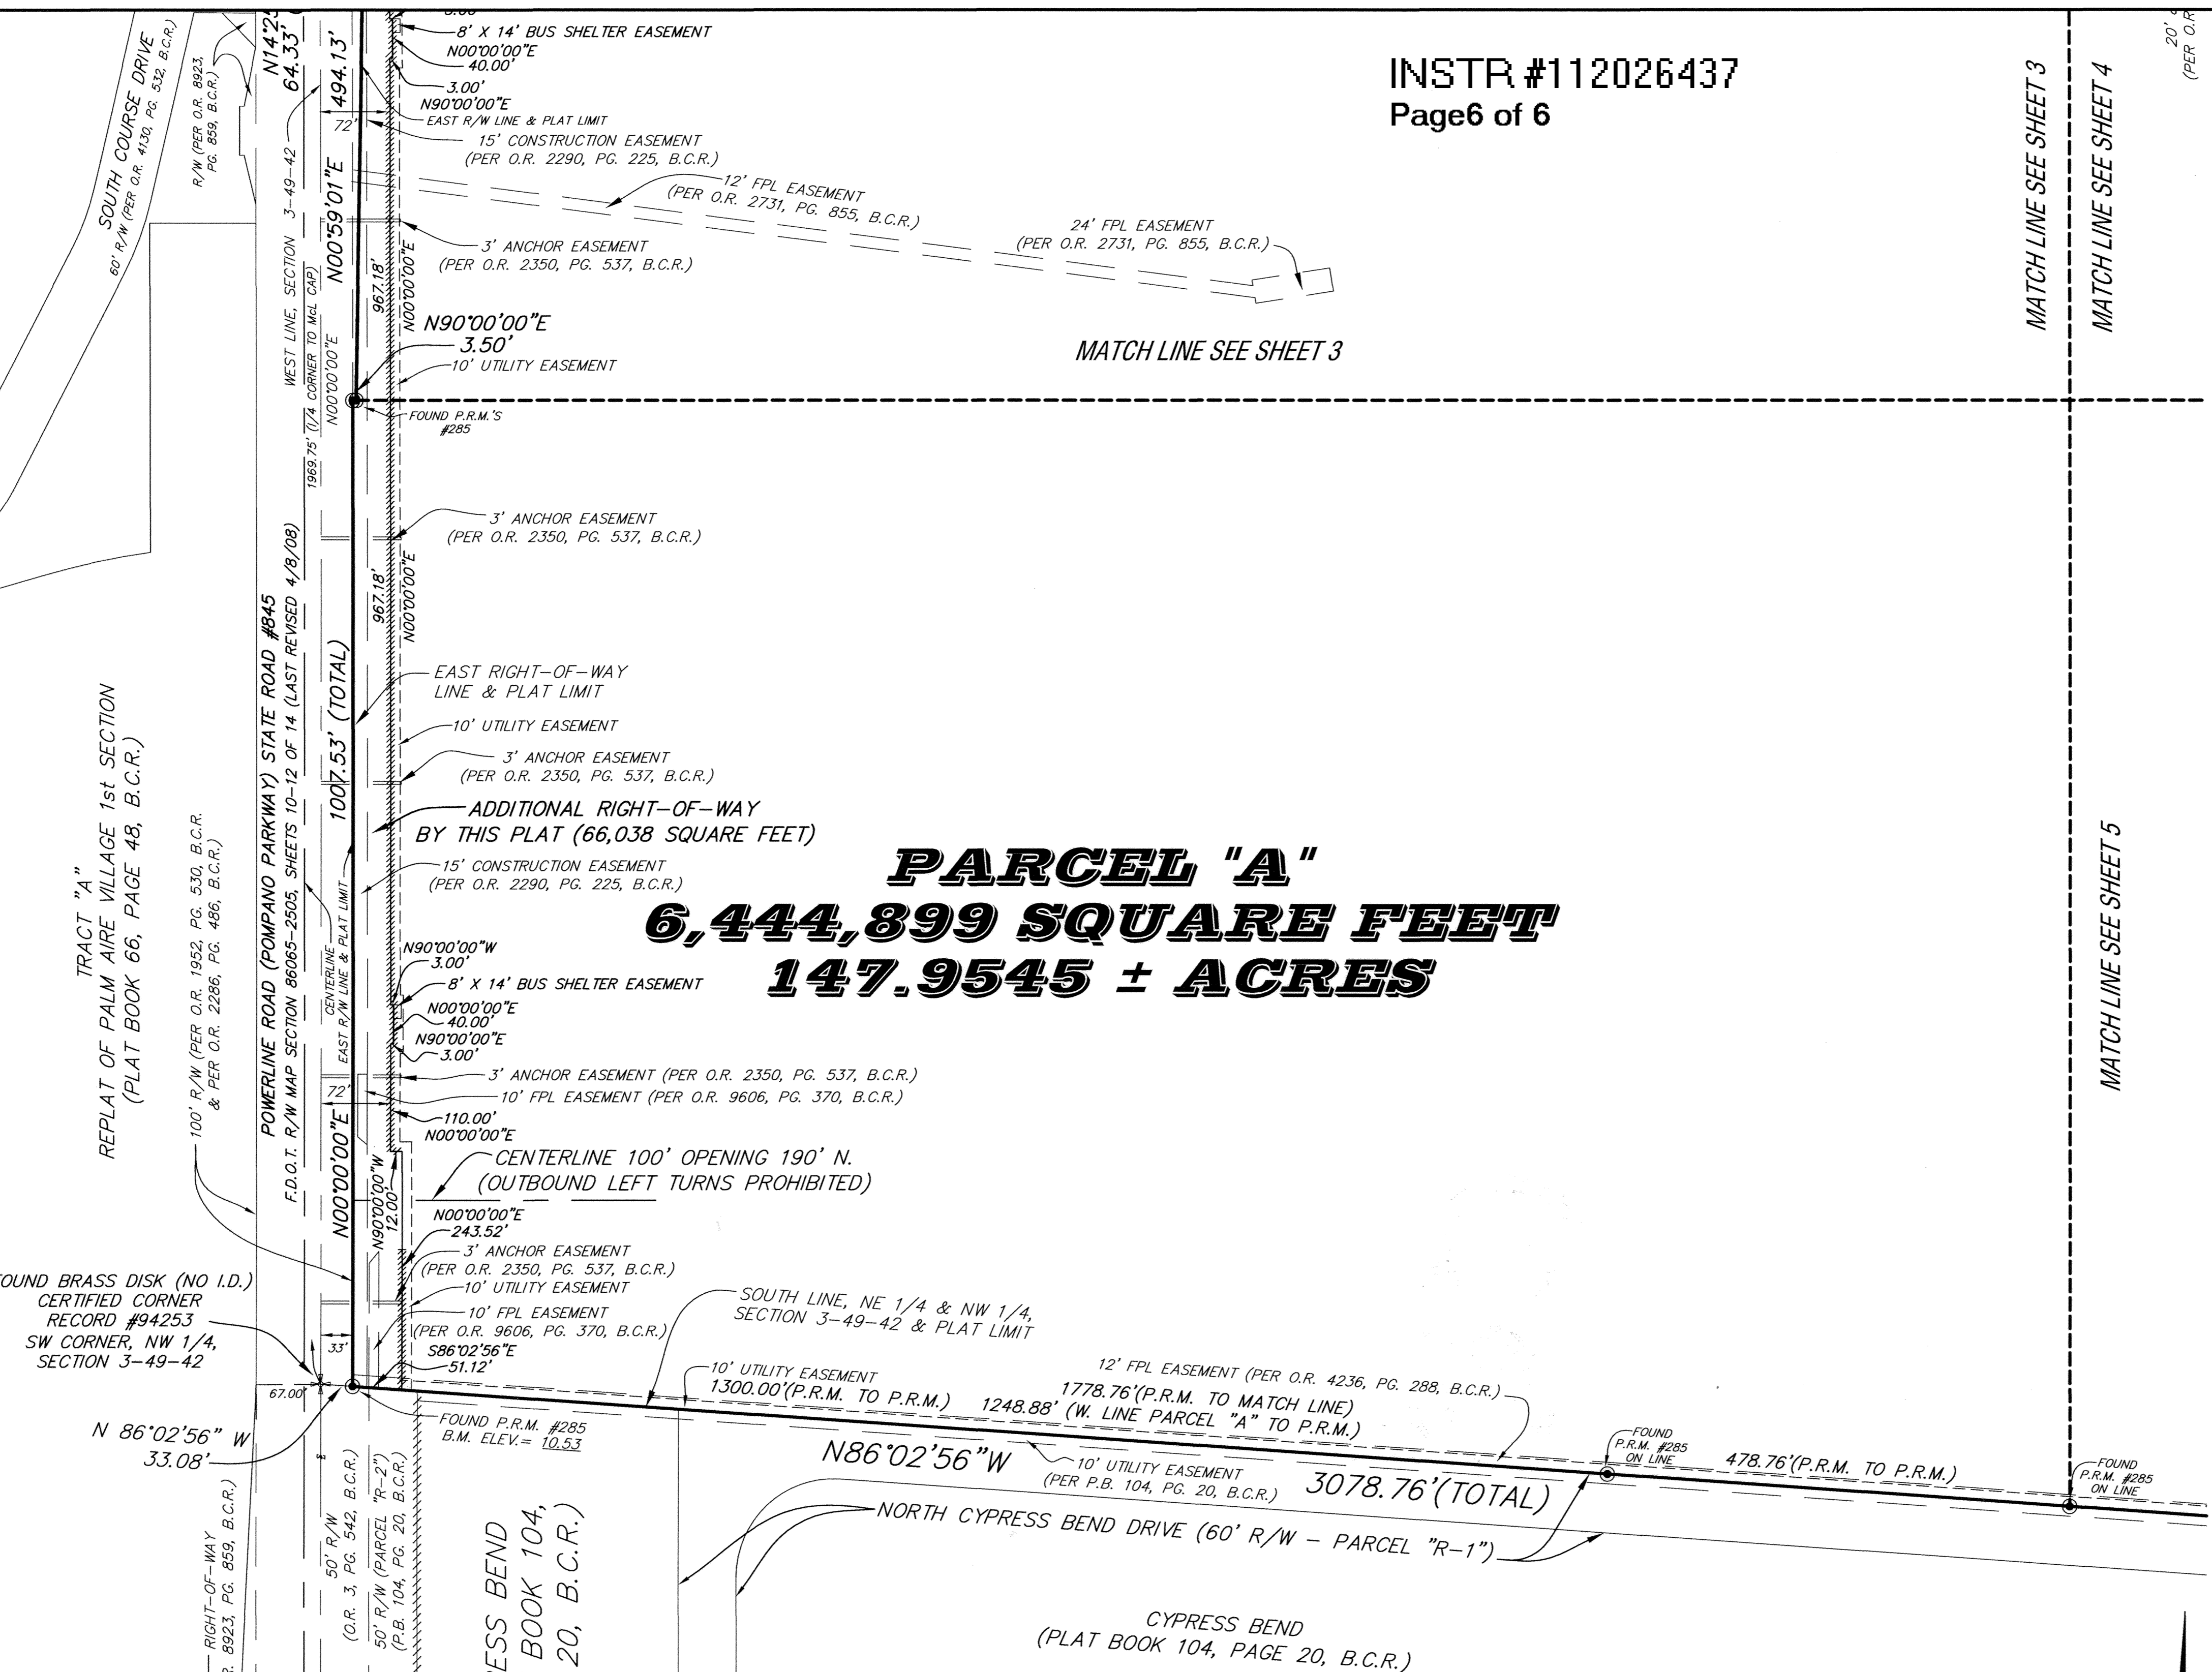 8' X 14' BUS SHELTER EASEMENT
N00°00'00"E
40.00'
3.00'
N90°00'00"E
EAST R/W LINE & PLAT LIMIT
15' CONSTRUCTION EASEMENT
(PER O.R. 2290, PG. 225, B.C.R.)
INSTR #112026437
Page6 of 6
SOUTH COURSE DRIVE
60' R/W (PER O.R. 4130, PG. 532, B.C.R.)
R/W (PER O.R. 8923,
PG. 859, B.C.R.)
64.33'
494.13'
72'
N00°59'01"E
WEST LINE, SECTION 3-49-42
1969.75' (1/4 CORNER TO McL CAP)
N00°00'00"E
12' FPL EASEMENT
(PER O.R. 2731, PG. 855, B.C.R.)
24' FPL EASEMENT
(PER O.R. 2731, PG. 855, B.C.R.)
3' ANCHOR EASEMENT
(PER O.R. 2350, PG. 537, B.C.R.)
967.18'
N00°00'00"E
N90°00'00"E
3.50'
10' UTILITY EASEMENT
MATCH LINE SEE SHEET 3
MATCH LINE SEE SHEET 3
MATCH LINE SEE SHEET 4
FOUND P.R.M.'S
#285
3' ANCHOR EASEMENT
(PER O.R. 2350, PG. 537, B.C.R.)
967.18'
N00°00'00"E
EAST RIGHT-OF-WAY
LINE & PLAT LIMIT
10' UTILITY EASEMENT
3' ANCHOR EASEMENT
(PER O.R. 2350, PG. 537, B.C.R.)
1007.53' (TOTAL)
ADDITIONAL RIGHT-OF-WAY
BY THIS PLAT (66,038 SQUARE FEET)
15' CONSTRUCTION EASEMENT
(PER O.R. 2290, PG. 225, B.C.R.)
PARCEL "A"
6,444,899 SQUARE FEET
147.9545 ± ACRES
MATCH LINE SEE SHEET 5
TRACT "A"
REPLAT OF PALM AIRE VILLAGE 1st SECTION
(PLAT BOOK 66, PAGE 48, B.C.R.)
100' R/W (PER O.R. 1952, PG. 530, B.C.R.
& PER O.R. 2286, PG. 486, B.C.R.)
POWERLINE ROAD (POMPANO PARKWAY) STATE ROAD #845
F.D.O.T. R/W MAP SECTION 86065-2505, SHEETS 10-12 OF 14 (LAST REVISED 4/8/08)
CENTERLINE
EAST R/W LINE & PLAT LIMIT
N90°00'00"W
3.00'
8' X 14' BUS SHELTER EASEMENT
N00°00'00"E
40.00'
N90°00'00"E
3.00'
3' ANCHOR EASEMENT (PER O.R. 2350, PG. 537, B.C.R.)
72'
10' FPL EASEMENT (PER O.R. 9606, PG. 370, B.C.R.)
110.00'
N00°00'00"E
N00°00'00"E
CENTERLINE 100' OPENING 190' N.
(OUTBOUND LEFT TURNS PROHIBITED)
N90°00'00"W
12.00'
N00°00'00"E
243.52'
3' ANCHOR EASEMENT
(PER O.R. 2350, PG. 537, B.C.R.)
10' UTILITY EASEMENT
10' FPL EASEMENT
(PER O.R. 9606, PG. 370, B.C.R.)
S86°02'56"E
51.12'
OUND BRASS DISK (NO I.D.)
CERTIFIED CORNER
RECORD #94253
SW CORNER, NW 1/4,
SECTION 3-49-42
33'
67.00'
N 86°02'56" W
33.08'
SOUTH LINE, NE 1/4 & NW 1/4,
SECTION 3-49-42 & PLAT LIMIT
10' UTILITY EASEMENT
1300.00'(P.R.M. TO P.R.M.)
12' FPL EASEMENT (PER O.R. 4236, PG. 288, B.C.R.)
1778.76'(P.R.M. TO MATCH LINE)
1248.88' (W. LINE PARCEL "A" TO P.R.M.)
FOUND P.R.M. #285
B.M. ELEV.= 10.53
N86°02'56"W
10' UTILITY EASEMENT
(PER P.B. 104, PG. 20, B.C.R.)
3078.76'(TOTAL)
FOUND
P.R.M. #285
ON LINE
478.76'(P.R.M. TO P.R.M.)
FOUND
P.R.M. #285
ON LINE
NORTH CYPRESS BEND DRIVE (60' R/W - PARCEL "R-1")
RIGHT-OF-WAY
R. 8923, PG. 859, B.C.R.)
50' R/W
(O.R. 3, PG. 542, B.C.R.)
50' R/W (PARCEL "R-2")
(P.B. 104, PG. 20, B.C.R.)
RESS BEND
BOOK 104,
20, B.C.R.)
CYPRESS BEND
(PLAT BOOK 104, PAGE 20, B.C.R.)